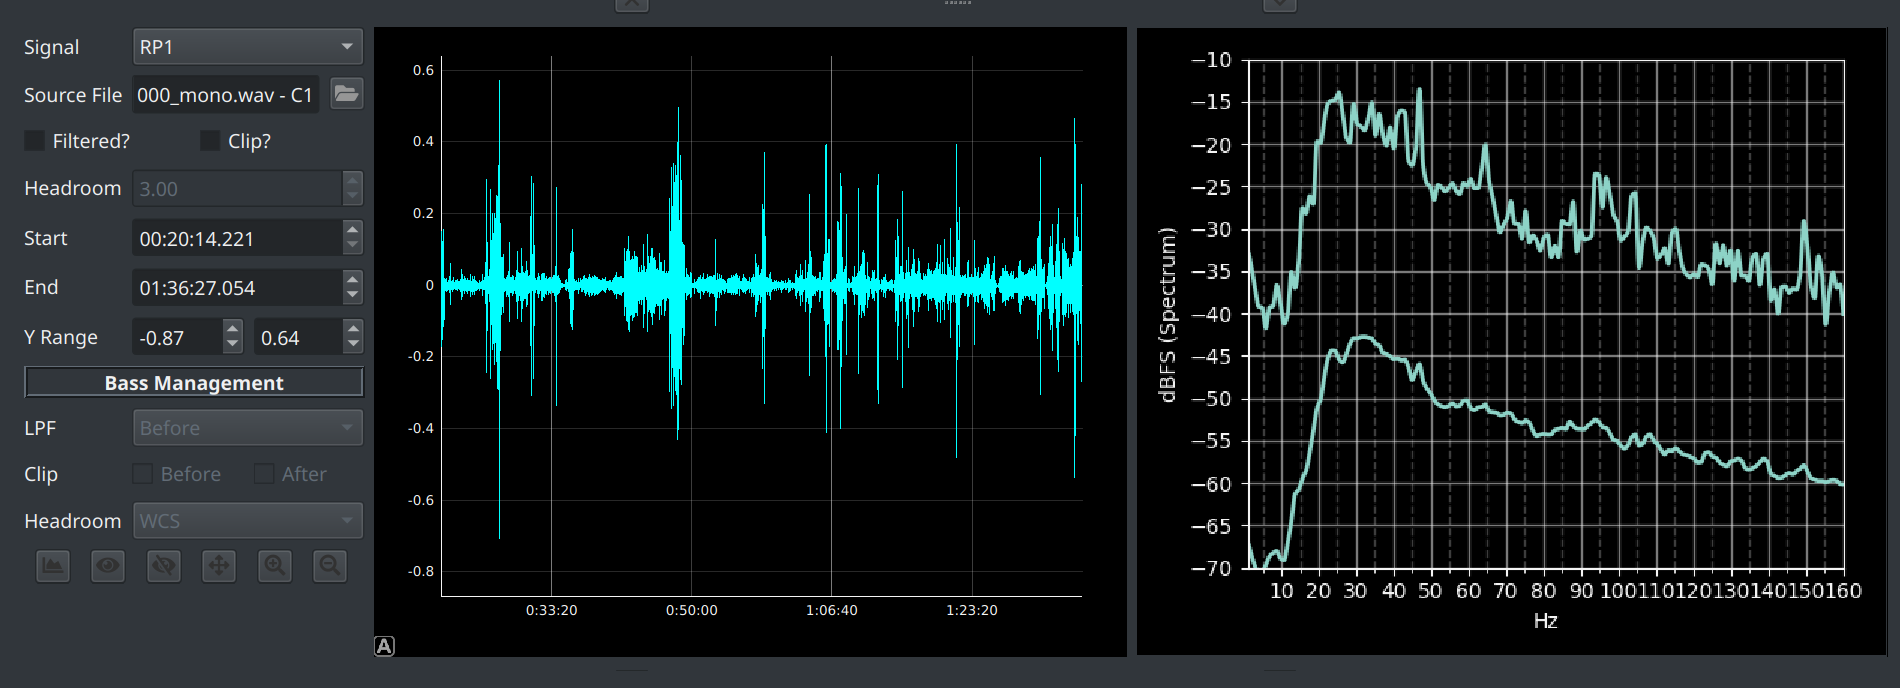 Signal RP1
Source File 000_mono.wav - C1
Filtered? Clip?
Headroom 3.00
Start 00:20:14.221
End 01:36:27.054
Y Range -0.87 0.64
Bass Management
LPF Before
Clip Before After
Headroom WCS
0.6
0.4
0.2
0
-0.2
-0.4
-0.6
-0.8
0:33:20 0:50:00 1:06:40 1:23:20
A
dBFS (Spectrum)
−10
−15
−20
−25
−30
−35
−40
−45
−50
−55
−60
−65
−70
10 20 30 40 50 60 70 80 90 100 110 120 130 140 150 160
Hz